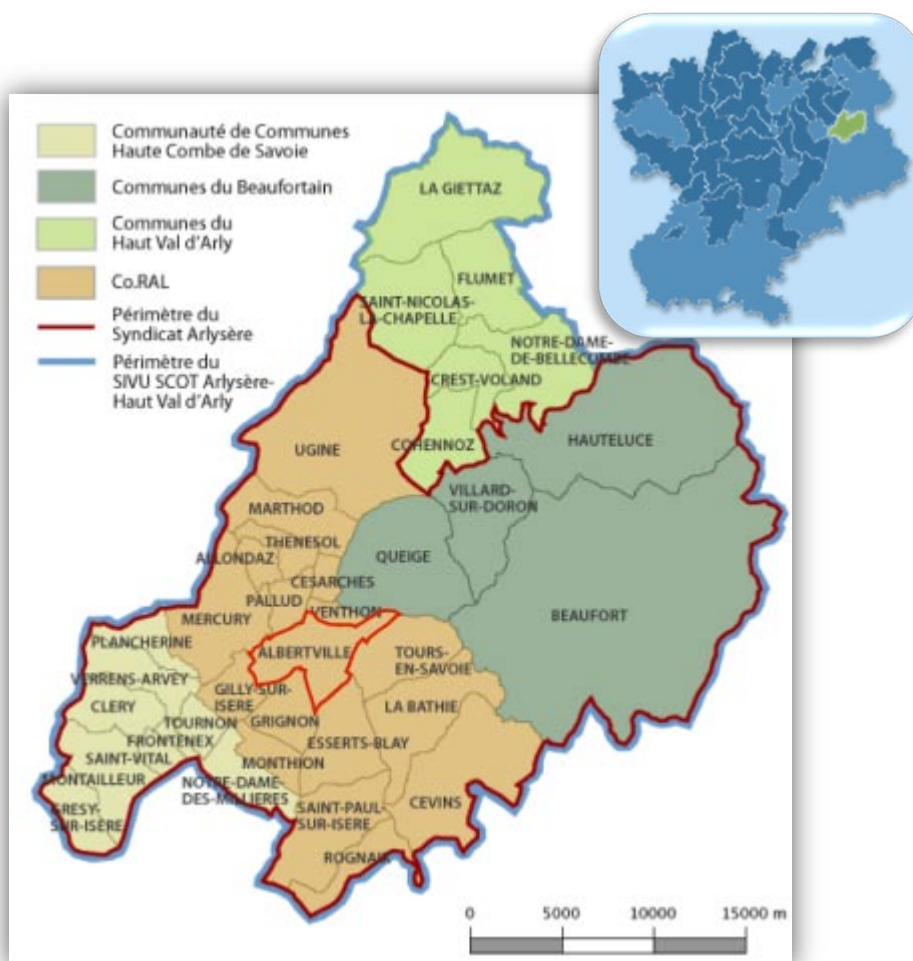 Communauté de Communes
Haute Combe de Savoie
Communes du Beaufortain
Communes du
Haut Val d'Arly
Co.RAL
Périmètre du
Syndicat Arlysère
Périmètre du
SIVU SCOT Arlysère-
Haut Val d'Arly
LA GIETTAZ
FLUMET
SAINT-NICOLAS-
LA-CHAPELLE
NOTRE-DAME-
DE-BELLECOMBE
CREST-VOLAND
COHENNOZ
HAUTELUCE
UGINE
VILLARD-
SUR-DORON
MARTHOD
THENESOL
ALLONDAZ
QUEIGE
CESARCHES
PALLUD
VENTHON
MERCURY
BEAUFORT
PLANCHERINE
ALBERTVILLE
TOURS-
EN-SAVOIE
VERRENS-ARVEY
GILLY-SUR-
ISERE
CLERY
LA BATHIE
TOURNON
GRIGNON
FRONTENEX
ESSERTS-BLAY
SAINT-VITAL
MONTHION
MONTAILLEUR
NOTRE-DAME-
DES-MILLIERES
GRESY-
SUR-ISÈRE
SAINT-PAUL-
SUR-ISERE
CEVINS
ROGNAIX
0 5000 10000 15000 m